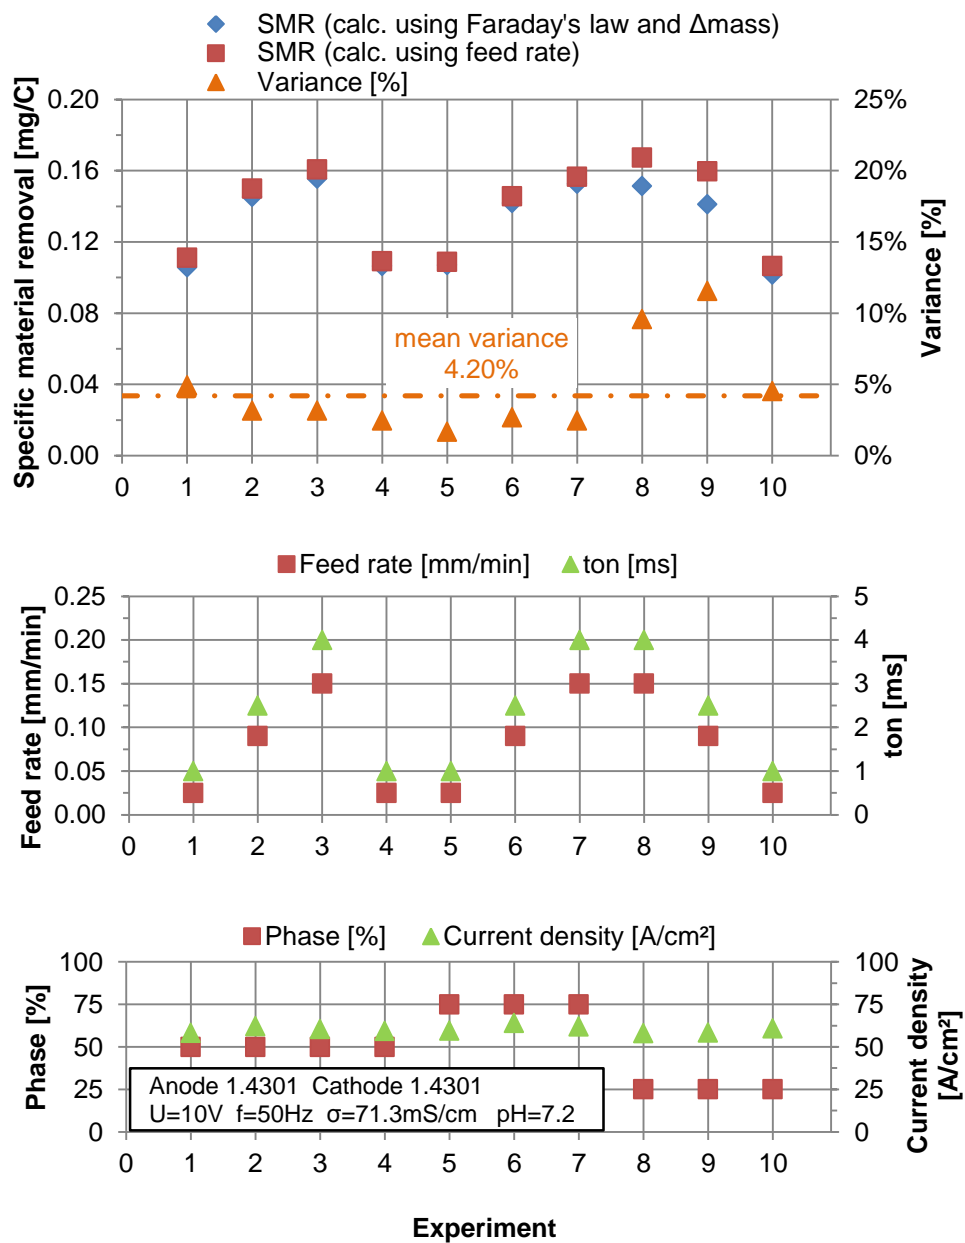 SMR (calc. using Faraday's law and Δmass)
SMR (calc. using feed rate)
Variance [%]
Specific material removal [mg/C]
0.20
0.16
0.12
0.08
0.04
0.00
25%
20%
15%
10%
5%
0%
Variance [%]
mean variance
4.20%
0 1 2 3 4 5 6 7 8 9 10
Feed rate [mm/min] ton [ms]
Feed rate [mm/min]
0.25
0.20
0.15
0.10
0.05
0.00
5
4
3
2
1
0
ton [ms]
0 1 2 3 4 5 6 7 8 9 10
Phase [%] Current density [A/cm²]
Phase [%]
100
75
50
25
0
100
75
50
25
0
Current density
[A/cm²]
Anode 1.4301 Cathode 1.4301
U=10V f=50Hz σ=71.3mS/cm pH=7.2
0 1 2 3 4 5 6 7 8 9 10
Experiment